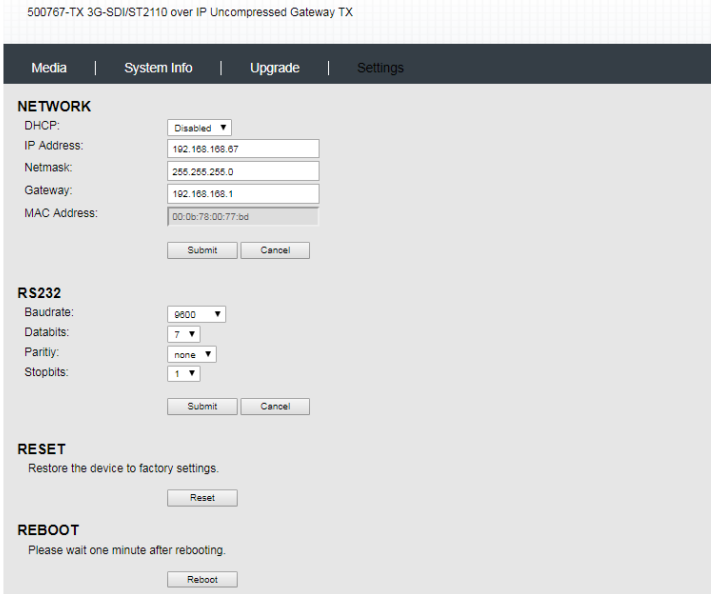 500767-TX 3G-SDI/ST2110 over IP Uncompressed Gateway TX
Media | System Info | Upgrade | Settings
NETWORK
DHCP: Disabled
IP Address: 192.168.168.67
Netmask: 255.255.255.0
Gateway: 192.168.168.1
MAC Address: 00:0b:78:00:77:bd
Submit Cancel
RS232
Baudrate: 9600
Databits: 7
Paritiy: none
Stopbits: 1
Submit Cancel
RESET
Restore the device to factory settings.
Reset
REBOOT
Please wait one minute after rebooting.
Reboot